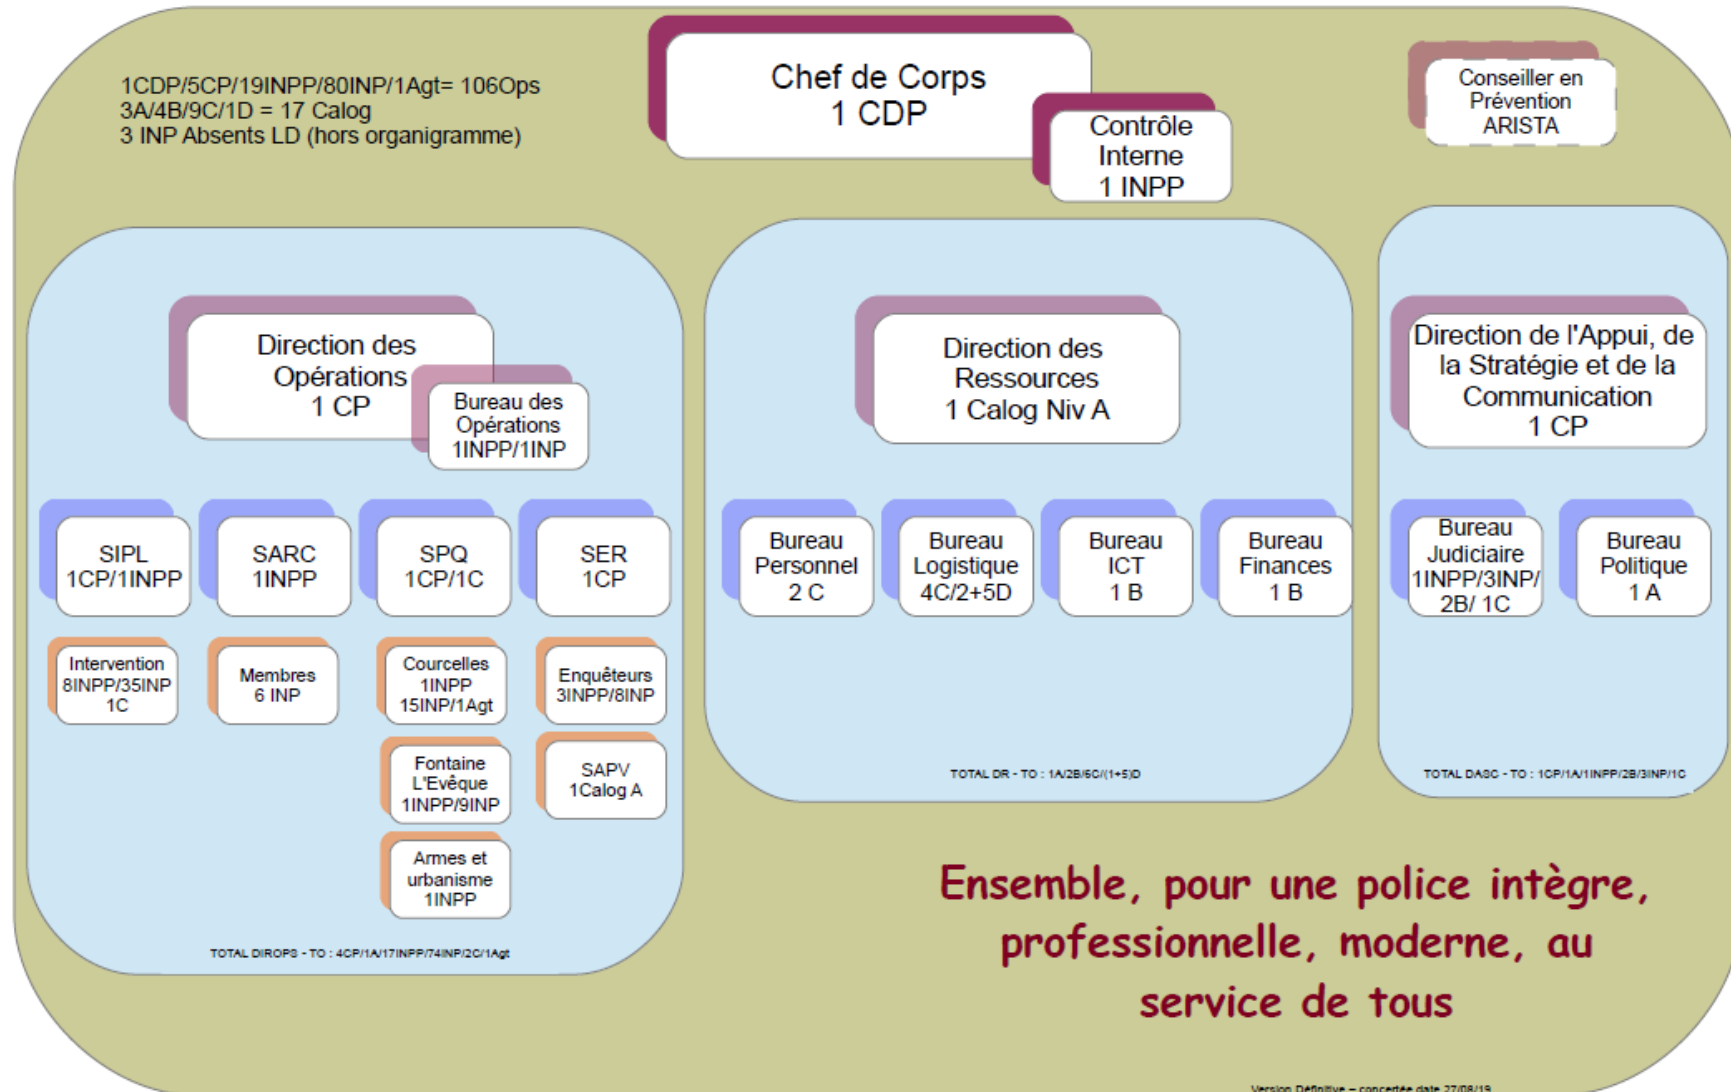 1CDP/5CP/19INPP/80INP/1Agt= 106Ops
3A/4B/9C/1D = 17 Calog
3 INP Absents LD (hors organigramme)
Chef de Corps
1 CDP
Contrôle
Interne
1 INPP
Conseiller en
Prévention
ARISTA
Direction des
Opérations
1 CP
Bureau des
Opérations
1INPP/1INP
SIPL
1CP/1INPP
SARC
1INPP
SPQ
1CP/1C
SER
1CP
Intervention
8INPP/35INP
1C
Membres
6 INP
Courcelles
1INPP
15INP/1Agt
Enquêteurs
3INPP/8INP
Fontaine
L'Evêque
1INPP/9INP
SAPV
1Calog A
Armes et
urbanisme
1INPP
TOTAL DIROPS - TO : 4CP/1A/17INPP/74INP/2C/1Agt
Direction des
Ressources
1 Calog Niv A
Bureau
Personnel
2 C
Bureau
Logistique
4C/2+5D
Bureau
ICT
1 B
Bureau
Finances
1 B
TOTAL DR - TO : 1A/2B/6C/(1+5)D
Direction de l'Appui, de
la Stratégie et de la
Communication
1 CP
Bureau
Judiciaire
1INPP/3INP/
2B/ 1C
Bureau
Politique
1 A
TOTAL DASC - TO : 1CP/1A/1INPP/2B/3INP/1C
Ensemble, pour une police intègre,
professionnelle, moderne, au
service de tous
Version Définitive – concertée date 27/08/19